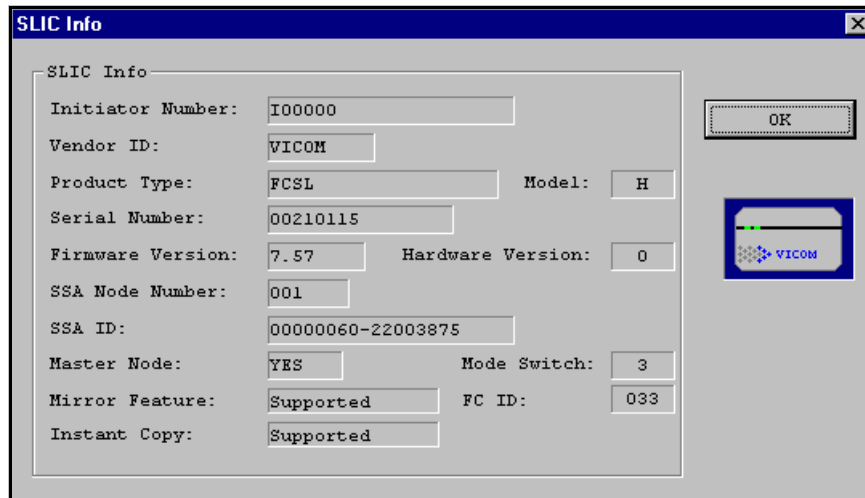 SLIC Info
SLIC Info
Initiator Number: I00000
OK
Vendor ID: VICOM
Product Type: FCSL Model: H
Serial Number: 00210115
Firmware Version: 7.57 Hardware Version: 0
VICOM
SSA Node Number: 001
SSA ID: 00000060-22003875
Master Node: YES Mode Switch: 3
Mirror Feature: Supported FC ID: 033
Instant Copy: Supported